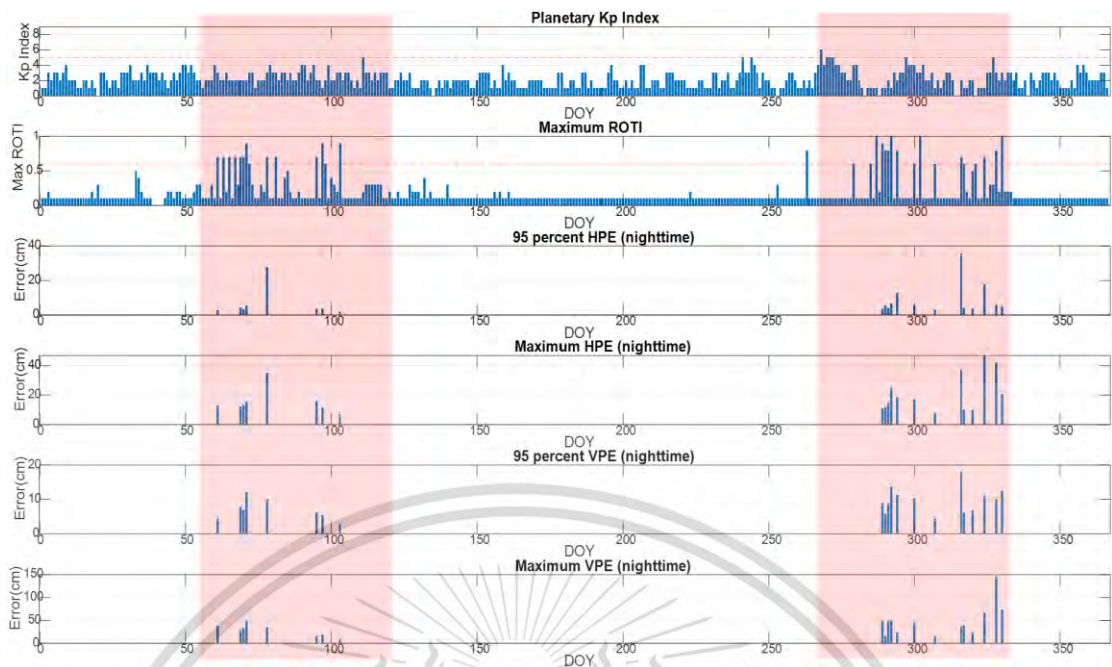 Planetary Kp Index
Kp Index
8
6
4
2
0
0 50 100 150 200 250 300 350
DOY
Maximum ROTI
Max ROTI
1
0.5
0
0 50 100 150 200 250 300 350
DOY
95 percent HPE (nighttime)
Error(cm)
40
20
0
0 50 100 150 200 250 300 350
DOY
Maximum HPE (nighttime)
Error(cm)
40
20
0
0 50 100 150 200 250 300 350
DOY
95 percent VPE (nighttime)
Error(cm)
20
10
0
0 50 100 150 200 250 300 350
DOY
Maximum VPE (nighttime)
Error(cm)
150
100
50
0
0 50 100 150 200 250 300 350
DOY